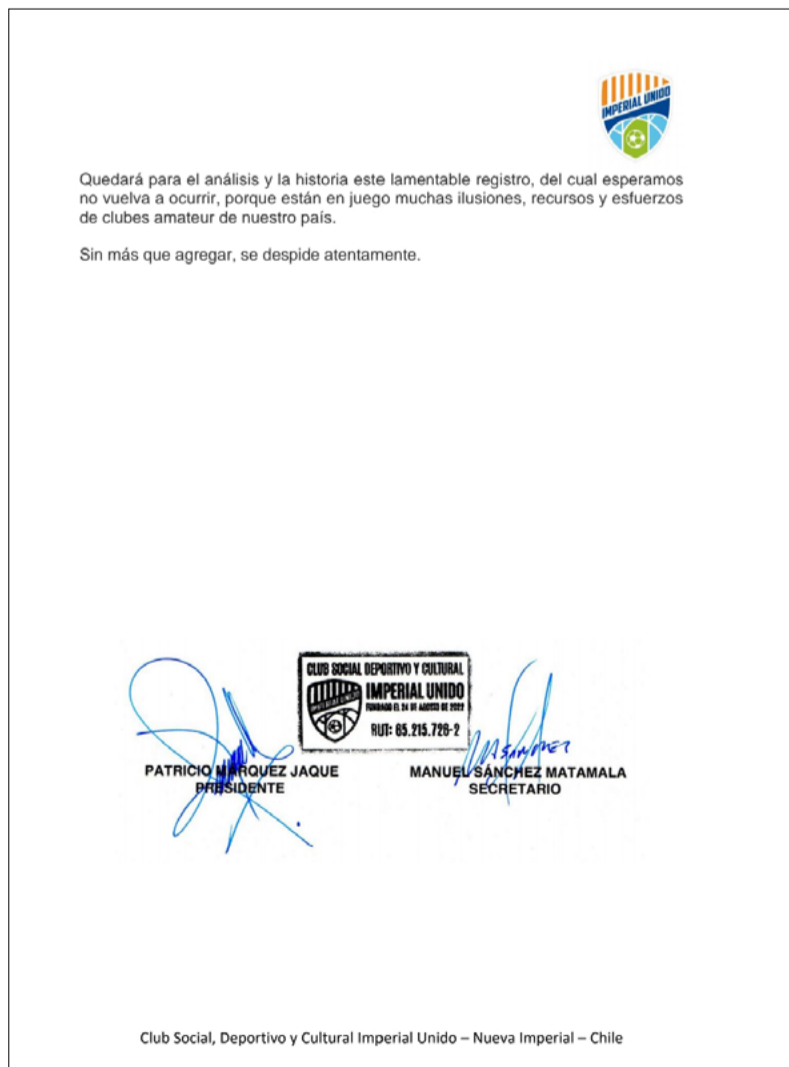 IMPERIAL UNIDO
Quedará para el análisis y la historia este lamentable registro, del cual esperamos
no vuelva a ocurrir, porque están en juego muchas ilusiones, recursos y esfuerzos
de clubes amateur de nuestro país.
Sin más que agregar, se despide atentamente.
CLUB SOCIAL DEPORTIVO Y CULTURAL
IMPERIAL UNIDO
FUNDADO EL 24 DE AGOSTO DE 2022
RUT: 65.215.726-2
MSANCHEZ
PATRICIO MÁRQUEZ JAQUE
PRESIDENTE
MANUEL SÁNCHEZ MATAMALA
SECRETARIO
Club Social, Deportivo y Cultural Imperial Unido – Nueva Imperial – Chile